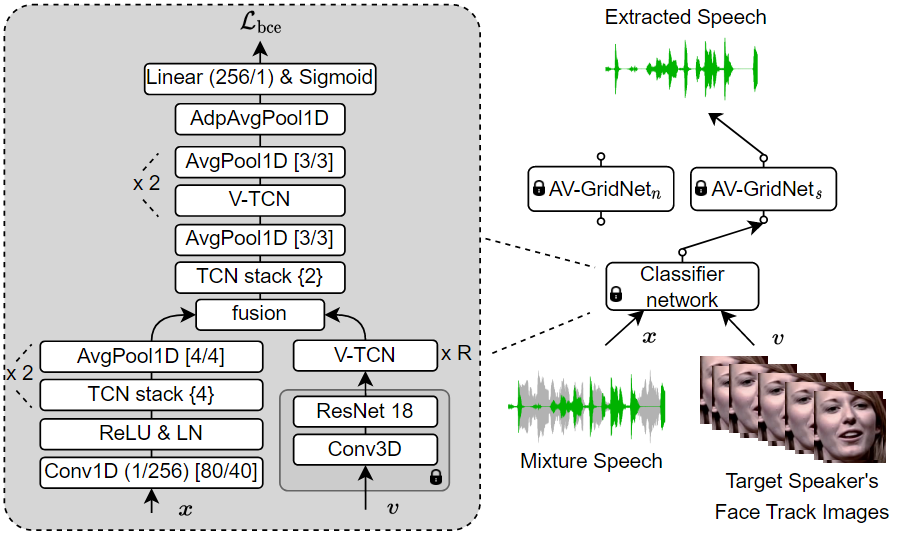 ℒbce
Linear (256/1) & Sigmoid
AdpAvgPool1D
AvgPool1D [3/3]
x 2
V-TCN
AvgPool1D [3/3]
TCN stack {2}
fusion
AvgPool1D [4/4]
x 2
TCN stack {4}
ReLU & LN
Conv1D (1/256) [80/40]
x
V-TCN
x R
ResNet 18
Conv3D
v
Extracted Speech
AV-GridNetn
AV-GridNets
Classifier
network
x
v
Mixture Speech
Target Speaker's
Face Track Images